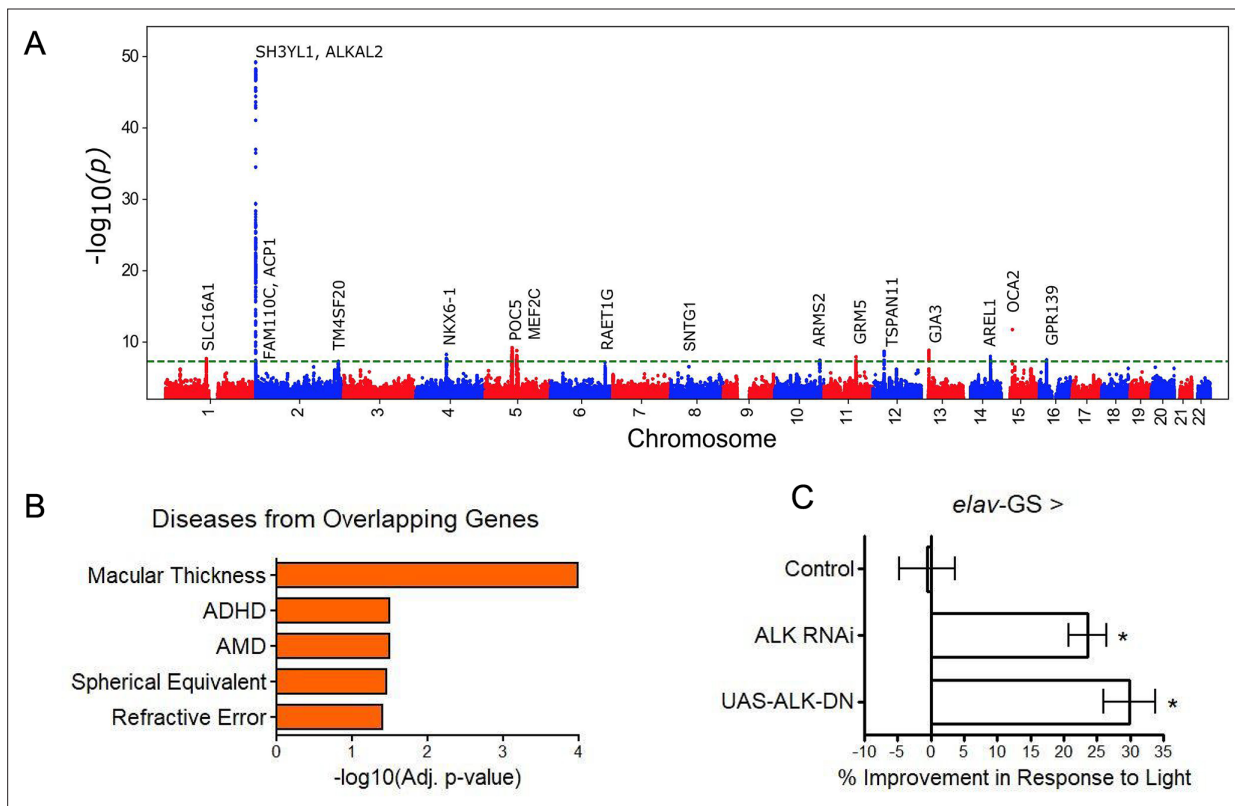 A
-log10(p)
50
40
30
20
10
SH3YL1, ALKAL2
SLC16A1
FAM110C, ACP1
TM4SF20
NKX6-1
POC5
MEF2C
RAET1G
SNTG1
ARMS2
GRM5
TSPAN11
GJA3
AREL1
OCA2
GPR139
1 2 3 4 5 6 7 8 9 10 11 12 13 14 15 16 17 18 19 20 21 22
Chromosome
B
Diseases from Overlapping Genes
Macular Thickness
ADHD
AMD
Spherical Equivalent
Refractive Error
0 1 2 3 4
-log10(Adj. p-value)
C
elav-GS >
Control
ALK RNAi *
UAS-ALK-DN *
-10 -5 0 5 10 15 20 25 30 35
% Improvement in Response to Light